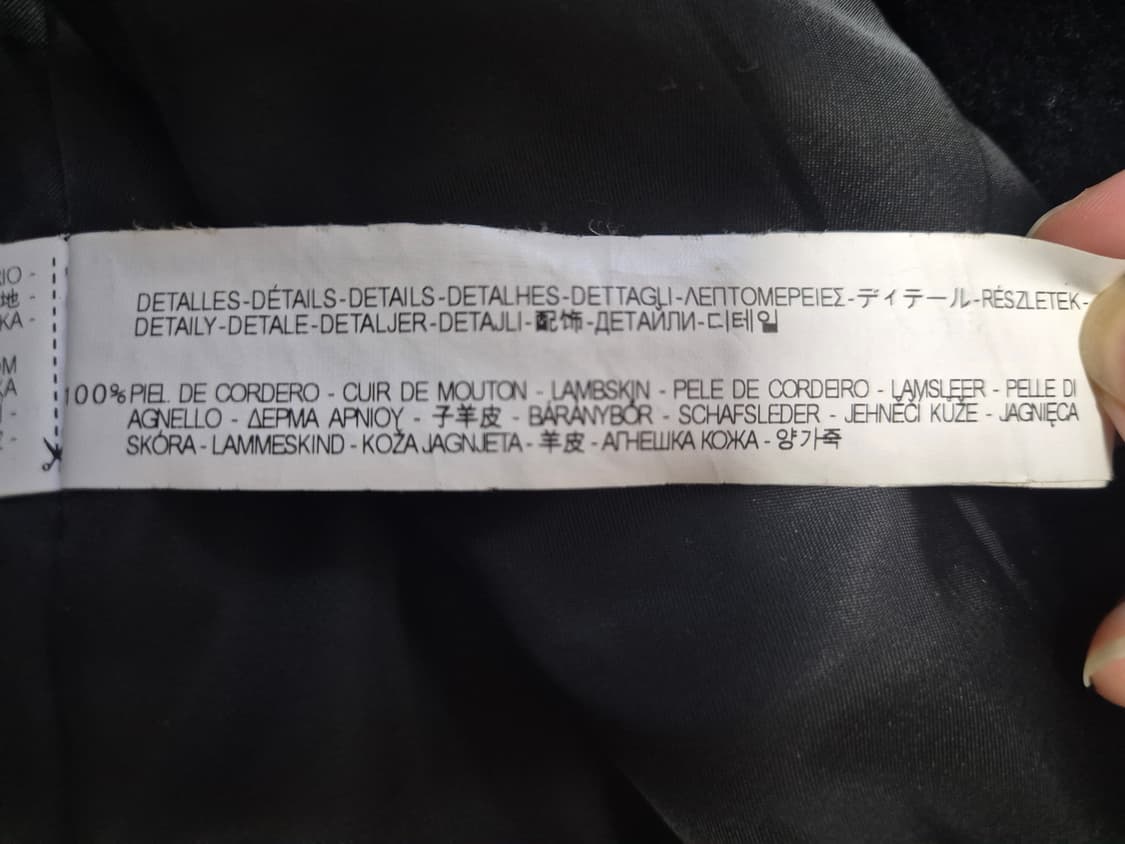 DETALLES-DÉTAILS-DETAILS-DETALHES-DETTAGLI-ΛΕΠΤΟΜΕΡΕΙΕΣ-ディテール-RÉSZLETEK-
DETAILY-DETALE-DETALJER-DETAJLI-配饰-ДЕТАЙЛИ-디테일
100% PIEL DE CORDERO - CUIR DE MOUTON - LAMBSKIN - PELE DE CORDEIRO - LAMSLEER - PELLE DI
AGNELLO - ΔΕΡΜΑ ΑΡΝΙΟΥ - 子羊皮 - BÁRÁNYBŐR - SCHAFSLEDER - JEHNĚČÍ KŮŽE - JAGNIĘCA
SKÓRA - LAMMESKIND - KOŽA JAGNJETA - 羊皮 - АГНЕШКА КОЖА - 양가죽